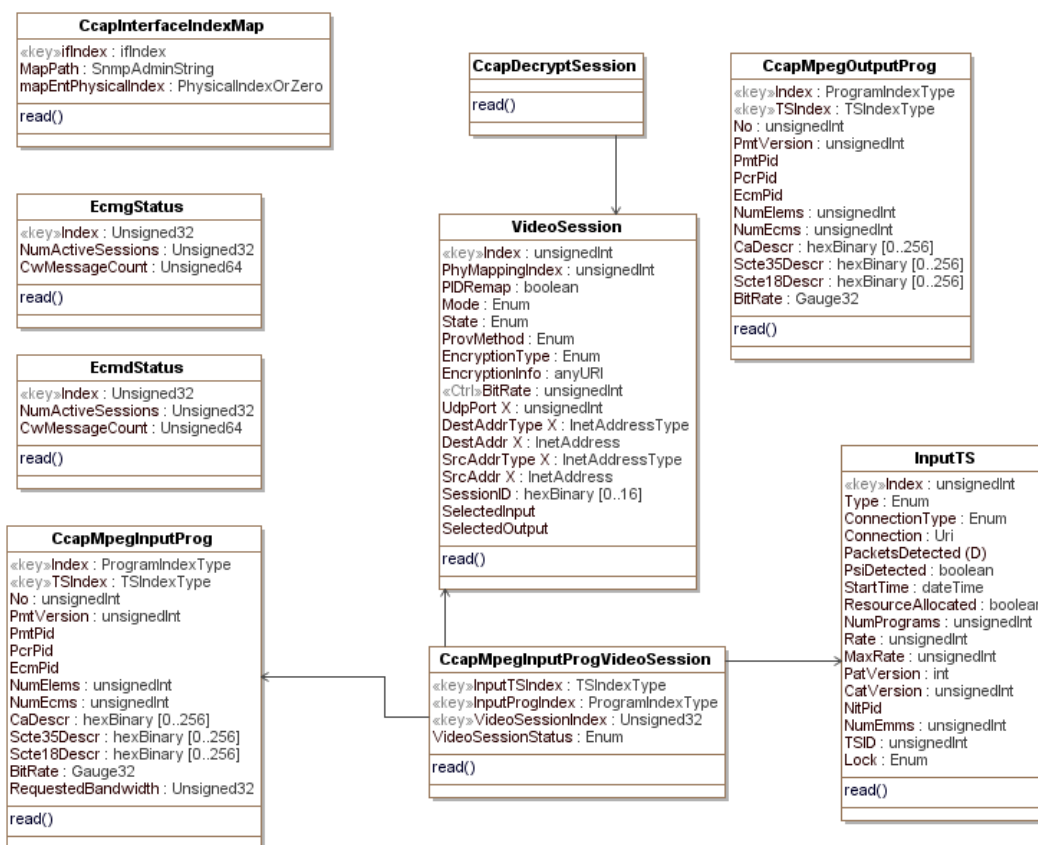 CcapInterfaceIndexMap
«key»ifIndex : ifIndex
MapPath : SnmpAdminString
mapEntPhysicalIndex : PhysicalIndexOrZero
read()
CcapDecryptSession
read()
CcapMpegOutputProg
«key»Index : ProgramIndexType
«key»TSIndex : TSIndexType
No : unsignedInt
PmtVersion : unsignedInt
PmtPid
PcrPid
EcmPid
NumElems : unsignedInt
NumEcms : unsignedInt
CaDescr : hexBinary [0..256]
Scte35Descr : hexBinary [0..256]
Scte18Descr : hexBinary [0..256]
BitRate : Gauge32
read()
EcmgStatus
«key»Index : Unsigned32
NumActiveSessions : Unsigned32
CwMessageCount : Unsigned64
read()
VideoSession
«key»Index : unsignedInt
PhyMappingIndex : unsignedInt
PIDRemap : boolean
Mode : Enum
State : Enum
ProvMethod : Enum
EncryptionType : Enum
EncryptionInfo : anyURI
«Ctrl»BitRate : unsignedInt
UdpPort X : unsignedInt
DestAddrType X : InetAddressType
DestAddr X : InetAddress
SrcAddrType X : InetAddressType
SrcAddr X : InetAddress
SessionID : hexBinary [0..16]
SelectedInput
SelectedOutput
read()
EcmdStatus
«key»Index : Unsigned32
NumActiveSessions : Unsigned32
CwMessageCount : Unsigned64
read()
InputTS
«key»Index : unsignedInt
Type : Enum
ConnectionType : Enum
Connection : Uri
PacketsDetected (D)
PsiDetected : boolean
StartTime : dateTime
ResourceAllocated : boolean
NumPrograms : unsignedInt
Rate : unsignedInt
MaxRate : unsignedInt
PatVersion : int
CatVersion : unsignedInt
NitPid
NumEmms : unsignedInt
TSID : unsignedInt
Lock : Enum
read()
CcapMpegInputProg
«key»Index : ProgramIndexType
«key»TSIndex : TSIndexType
No : unsignedInt
PmtVersion : unsignedInt
PmtPid
PcrPid
EcmPid
NumElems : unsignedInt
NumEcms : unsignedInt
CaDescr : hexBinary [0..256]
Scte35Descr : hexBinary [0..256]
Scte18Descr : hexBinary [0..256]
BitRate : Gauge32
RequestedBandwidth : Unsigned32
read()
CcapMpegInputProgVideoSession
«key»InputTSIndex : TSIndexType
«key»InputProgIndex : ProgramIndexType
«key»VideoSessionIndex : Unsigned32
VideoSessionStatus : Enum
read()